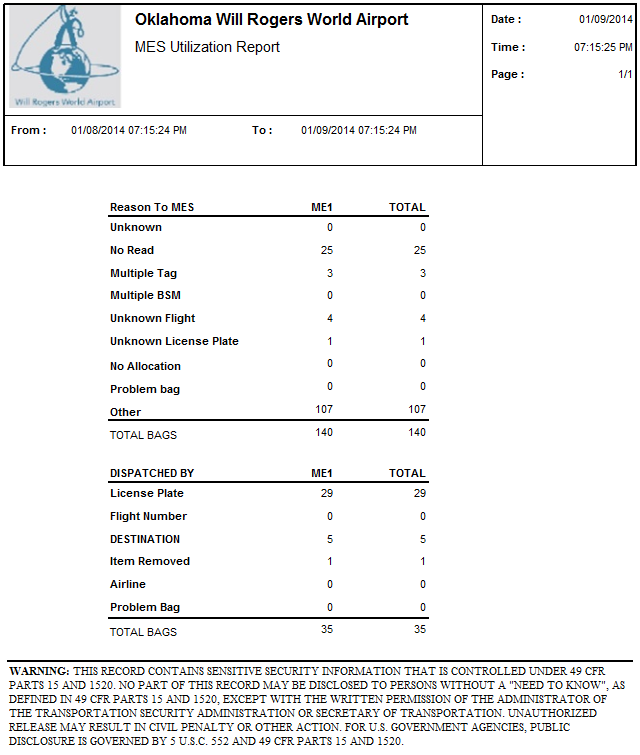 Will Rogers World Airport
Oklahoma Will Rogers World Airport
MES Utilization Report
Date : 01/09/2014
Time : 07:15:25 PM
Page : 1/1
From : 01/08/2014 07:15:24 PM To : 01/09/2014 07:15:24 PM
Reason To MES ME1 TOTAL
Unknown 0 0
No Read 25 25
Multiple Tag 3 3
Multiple BSM 0 0
Unknown Flight 4 4
Unknown License Plate 1 1
No Allocation 0 0
Problem bag 0 0
Other 107 107
TOTAL BAGS 140 140
DISPATCHED BY ME1 TOTAL
License Plate 29 29
Flight Number 0 0
DESTINATION 5 5
Item Removed 1 1
Airline 0 0
Problem Bag 0 0
TOTAL BAGS 35 35
WARNING: THIS RECORD CONTAINS SENSITIVE SECURITY INFORMATION THAT IS CONTROLLED UNDER 49 CFR
PARTS 15 AND 1520. NO PART OF THIS RECORD MAY BE DISCLOSED TO PERSONS WITHOUT A "NEED TO KNOW", AS
DEFINED IN 49 CFR PARTS 15 AND 1520, EXCEPT WITH THE WRITTEN PERMISSION OF THE ADMINISTRATOR OF
THE TRANSPORTATION SECURITY ADMINISTRATION OR SECRETARY OF TRANSPORTATION. UNAUTHORIZED
RELEASE MAY RESULT IN CIVIL PENALTY OR OTHER ACTION. FOR U.S. GOVERNMENT AGENCIES, PUBLIC
DISCLOSURE IS GOVERNED BY 5 U.S.C. 552 AND 49 CFR PARTS 15 AND 1520.